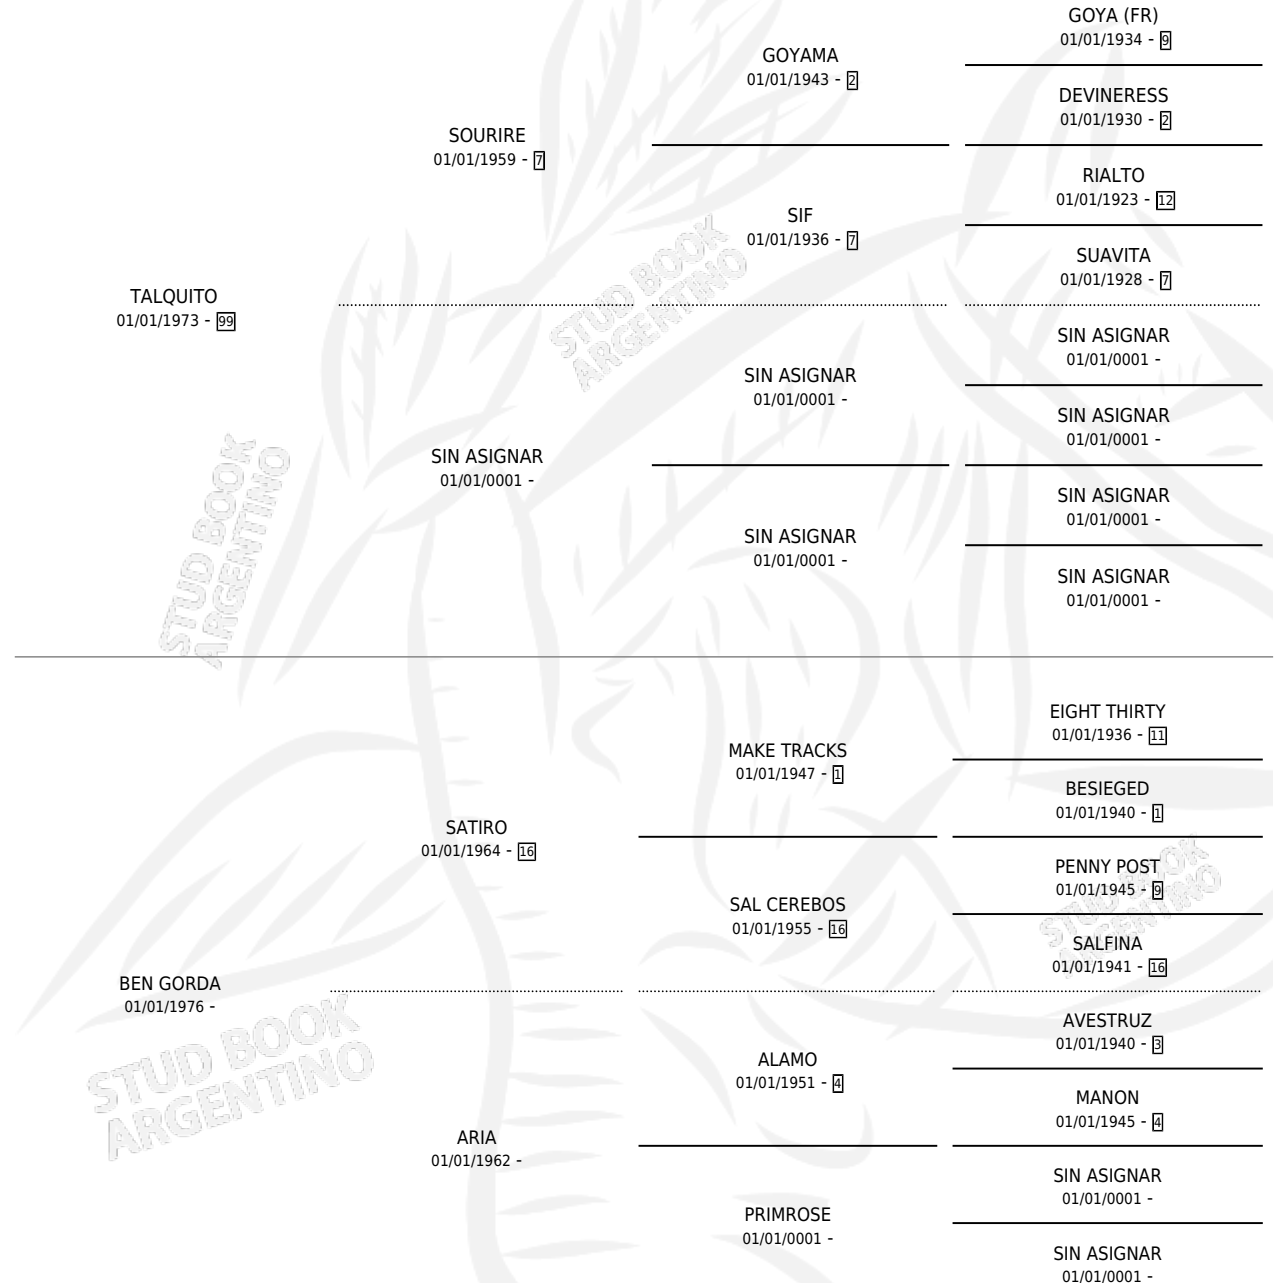 GOYA (FR)
01/01/1934 - 9
GOYAMA
01/01/1943 - 2
DEVINERESS
01/01/1930 - 2
SOURIRE
01/01/1959 - 7
RIALTO
01/01/1923 - 12
SIF
01/01/1936 - 7
SUAVITA
01/01/1928 - 7
TALQUITO
01/01/1973 - 99
SIN ASIGNAR
01/01/0001 -
SIN ASIGNAR
01/01/0001 -
SIN ASIGNAR
01/01/0001 -
SIN ASIGNAR
01/01/0001 -
SIN ASIGNAR
01/01/0001 -
SIN ASIGNAR
01/01/0001 -
SIN ASIGNAR
01/01/0001 -
EIGHT THIRTY
01/01/1936 - 11
MAKE TRACKS
01/01/1947 - 1
BESIEGED
01/01/1940 - 1
SATIRO
01/01/1964 - 16
PENNY POST
01/01/1945 - 9
SAL CEREBOS
01/01/1955 - 16
SALFINA
01/01/1941 - 16
BEN GORDA
01/01/1976 -
AVESTRUZ
01/01/1940 - 3
ALAMO
01/01/1951 - 4
MANON
01/01/1945 - 4
ARIA
01/01/1962 -
SIN ASIGNAR
01/01/0001 -
PRIMROSE
01/01/0001 -
SIN ASIGNAR
01/01/0001 -
STUD BOOK
ARGENTINO
STUD BOOK
ARGENTINO
STUD BOOK
ARGENTINO
STUD BOOK
ARGENTINO